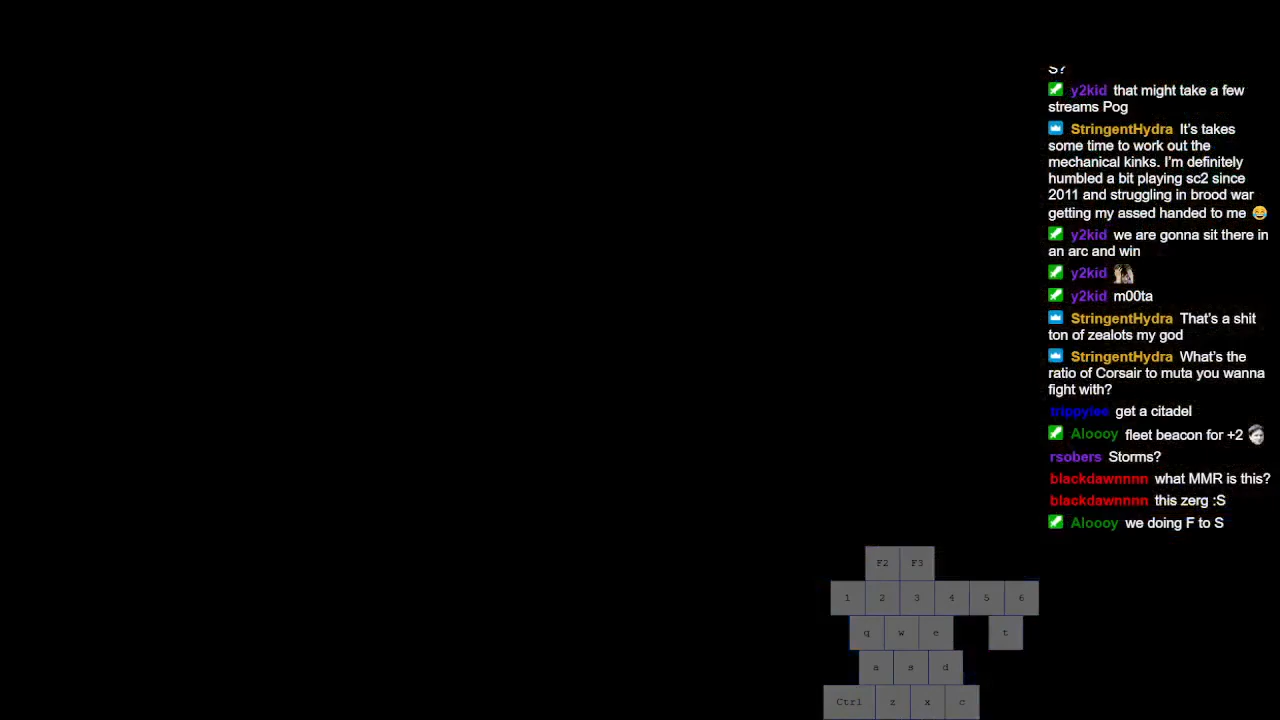 S?
y2kid that might take a few
streams Pog
StringentHydra It's takes
some time to work out the
mechanical kinks. I'm definitely
humbled a bit playing sc2 since
2011 and struggling in brood war
getting my assed handed to me 😂
y2kid we are gonna sit there in
an arc and win
y2kid
y2kid m00ta
StringentHydra That's a shit
ton of zealots my god
StringentHydra What's the
ratio of Corsair to muta you wanna
fight with?
trippylee get a citadel
Aloooy fleet beacon for +2
rsobers Storms?
blackdawnnnn what MMR is this?
blackdawnnnn this zerg :S
Aloooy we doing F to S
F2 F3
1 2 3 4 5 6
q w e t
a s d
Ctrl z x c